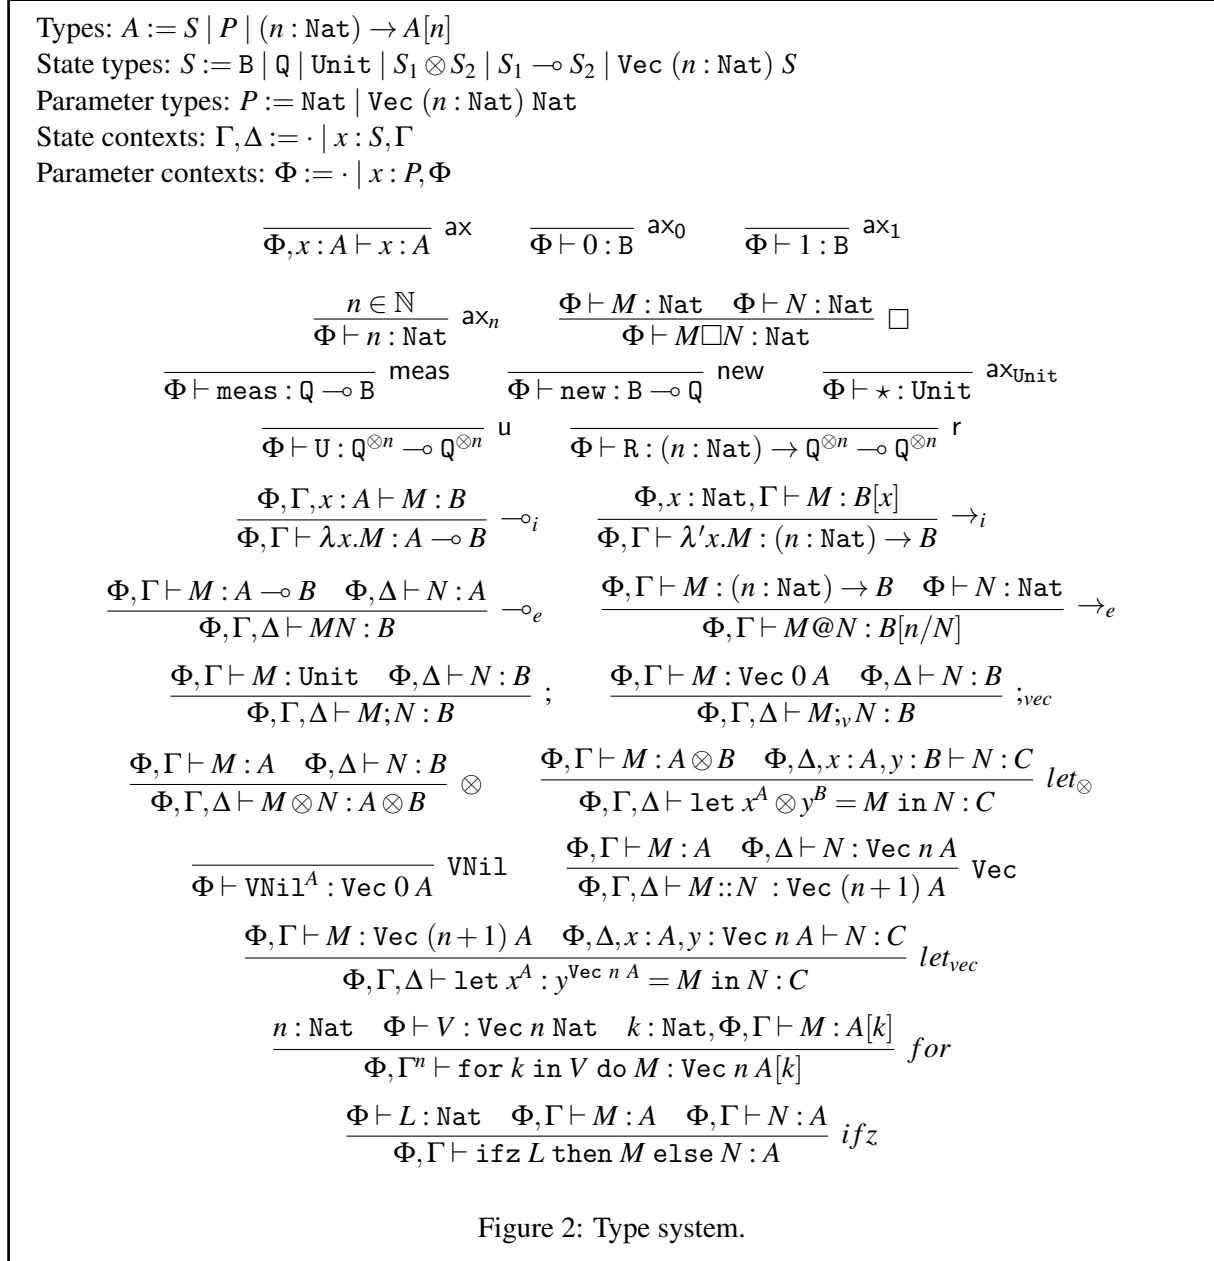 Types: A := S | P | (n : Nat) → A[n]
State types: S := B | Q | Unit | S₁ ⊗ S₂ | S₁ ⊸ S₂ | Vec (n : Nat) S
Parameter types: P := Nat | Vec (n : Nat) Nat
State contexts: Γ, Δ := · | x : S, Γ
Parameter contexts: Φ := · | x : P, Φ
Φ, x : A ⊢ x : A ax Φ ⊢ 0 : B ax₀ Φ ⊢ 1 : B ax₁
n ∈ ℕ Φ ⊢ M : Nat Φ ⊢ N : Nat
Φ ⊢ n : Nat axₙ Φ ⊢ M□N : Nat □
Φ ⊢ meas : Q ⊸ B meas Φ ⊢ new : B ⊸ Q new Φ ⊢ ⋆ : Unit ax_Unit
Φ ⊢ U : Q^⊗n ⊸ Q^⊗n u Φ ⊢ R : (n : Nat) → Q^⊗n ⊸ Q^⊗n r
Φ, Γ, x : A ⊢ M : B Φ, x : Nat, Γ ⊢ M : B[x]
Φ, Γ ⊢ λx.M : A ⊸ B ⊸ᵢ Φ, Γ ⊢ λ′x.M : (n : Nat) → B →ᵢ
Φ, Γ ⊢ M : A ⊸ B Φ, Δ ⊢ N : A Φ, Γ ⊢ M : (n : Nat) → B Φ ⊢ N : Nat
Φ, Γ, Δ ⊢ MN : B ⊸ₑ Φ, Γ ⊢ M@N : B[n/N] →ₑ
Φ, Γ ⊢ M : Unit Φ, Δ ⊢ N : B Φ, Γ ⊢ M : Vec 0 A Φ, Δ ⊢ N : B
Φ, Γ, Δ ⊢ M; N : B ; Φ, Γ, Δ ⊢ M;ᵥ N : B ;_vec
Φ, Γ ⊢ M : A Φ, Δ ⊢ N : B Φ, Γ ⊢ M : A ⊗ B Φ, Δ, x : A, y : B ⊢ N : C
Φ, Γ, Δ ⊢ M ⊗ N : A ⊗ B ⊗ Φ, Γ, Δ ⊢ let x^A ⊗ y^B = M in N : C let_⊗
Φ ⊢ VNil^A : Vec 0 A VNil Φ, Γ ⊢ M : A Φ, Δ ⊢ N : Vec n A
Φ, Γ, Δ ⊢ M::N : Vec (n + 1) A Vec
Φ, Γ ⊢ M : Vec (n + 1) A Φ, Δ, x : A, y : Vec n A ⊢ N : C
Φ, Γ, Δ ⊢ let x^A : y^{Vec n A} = M in N : C let_vec
n : Nat Φ ⊢ V : Vec n Nat k : Nat, Φ, Γ ⊢ M : A[k]
Φ, Γⁿ ⊢ for k in V do M : Vec n A[k] for
Φ ⊢ L : Nat Φ, Γ ⊢ M : A Φ, Γ ⊢ N : A
Φ, Γ ⊢ ifz L then M else N : A ifz
Figure 2: Type system.